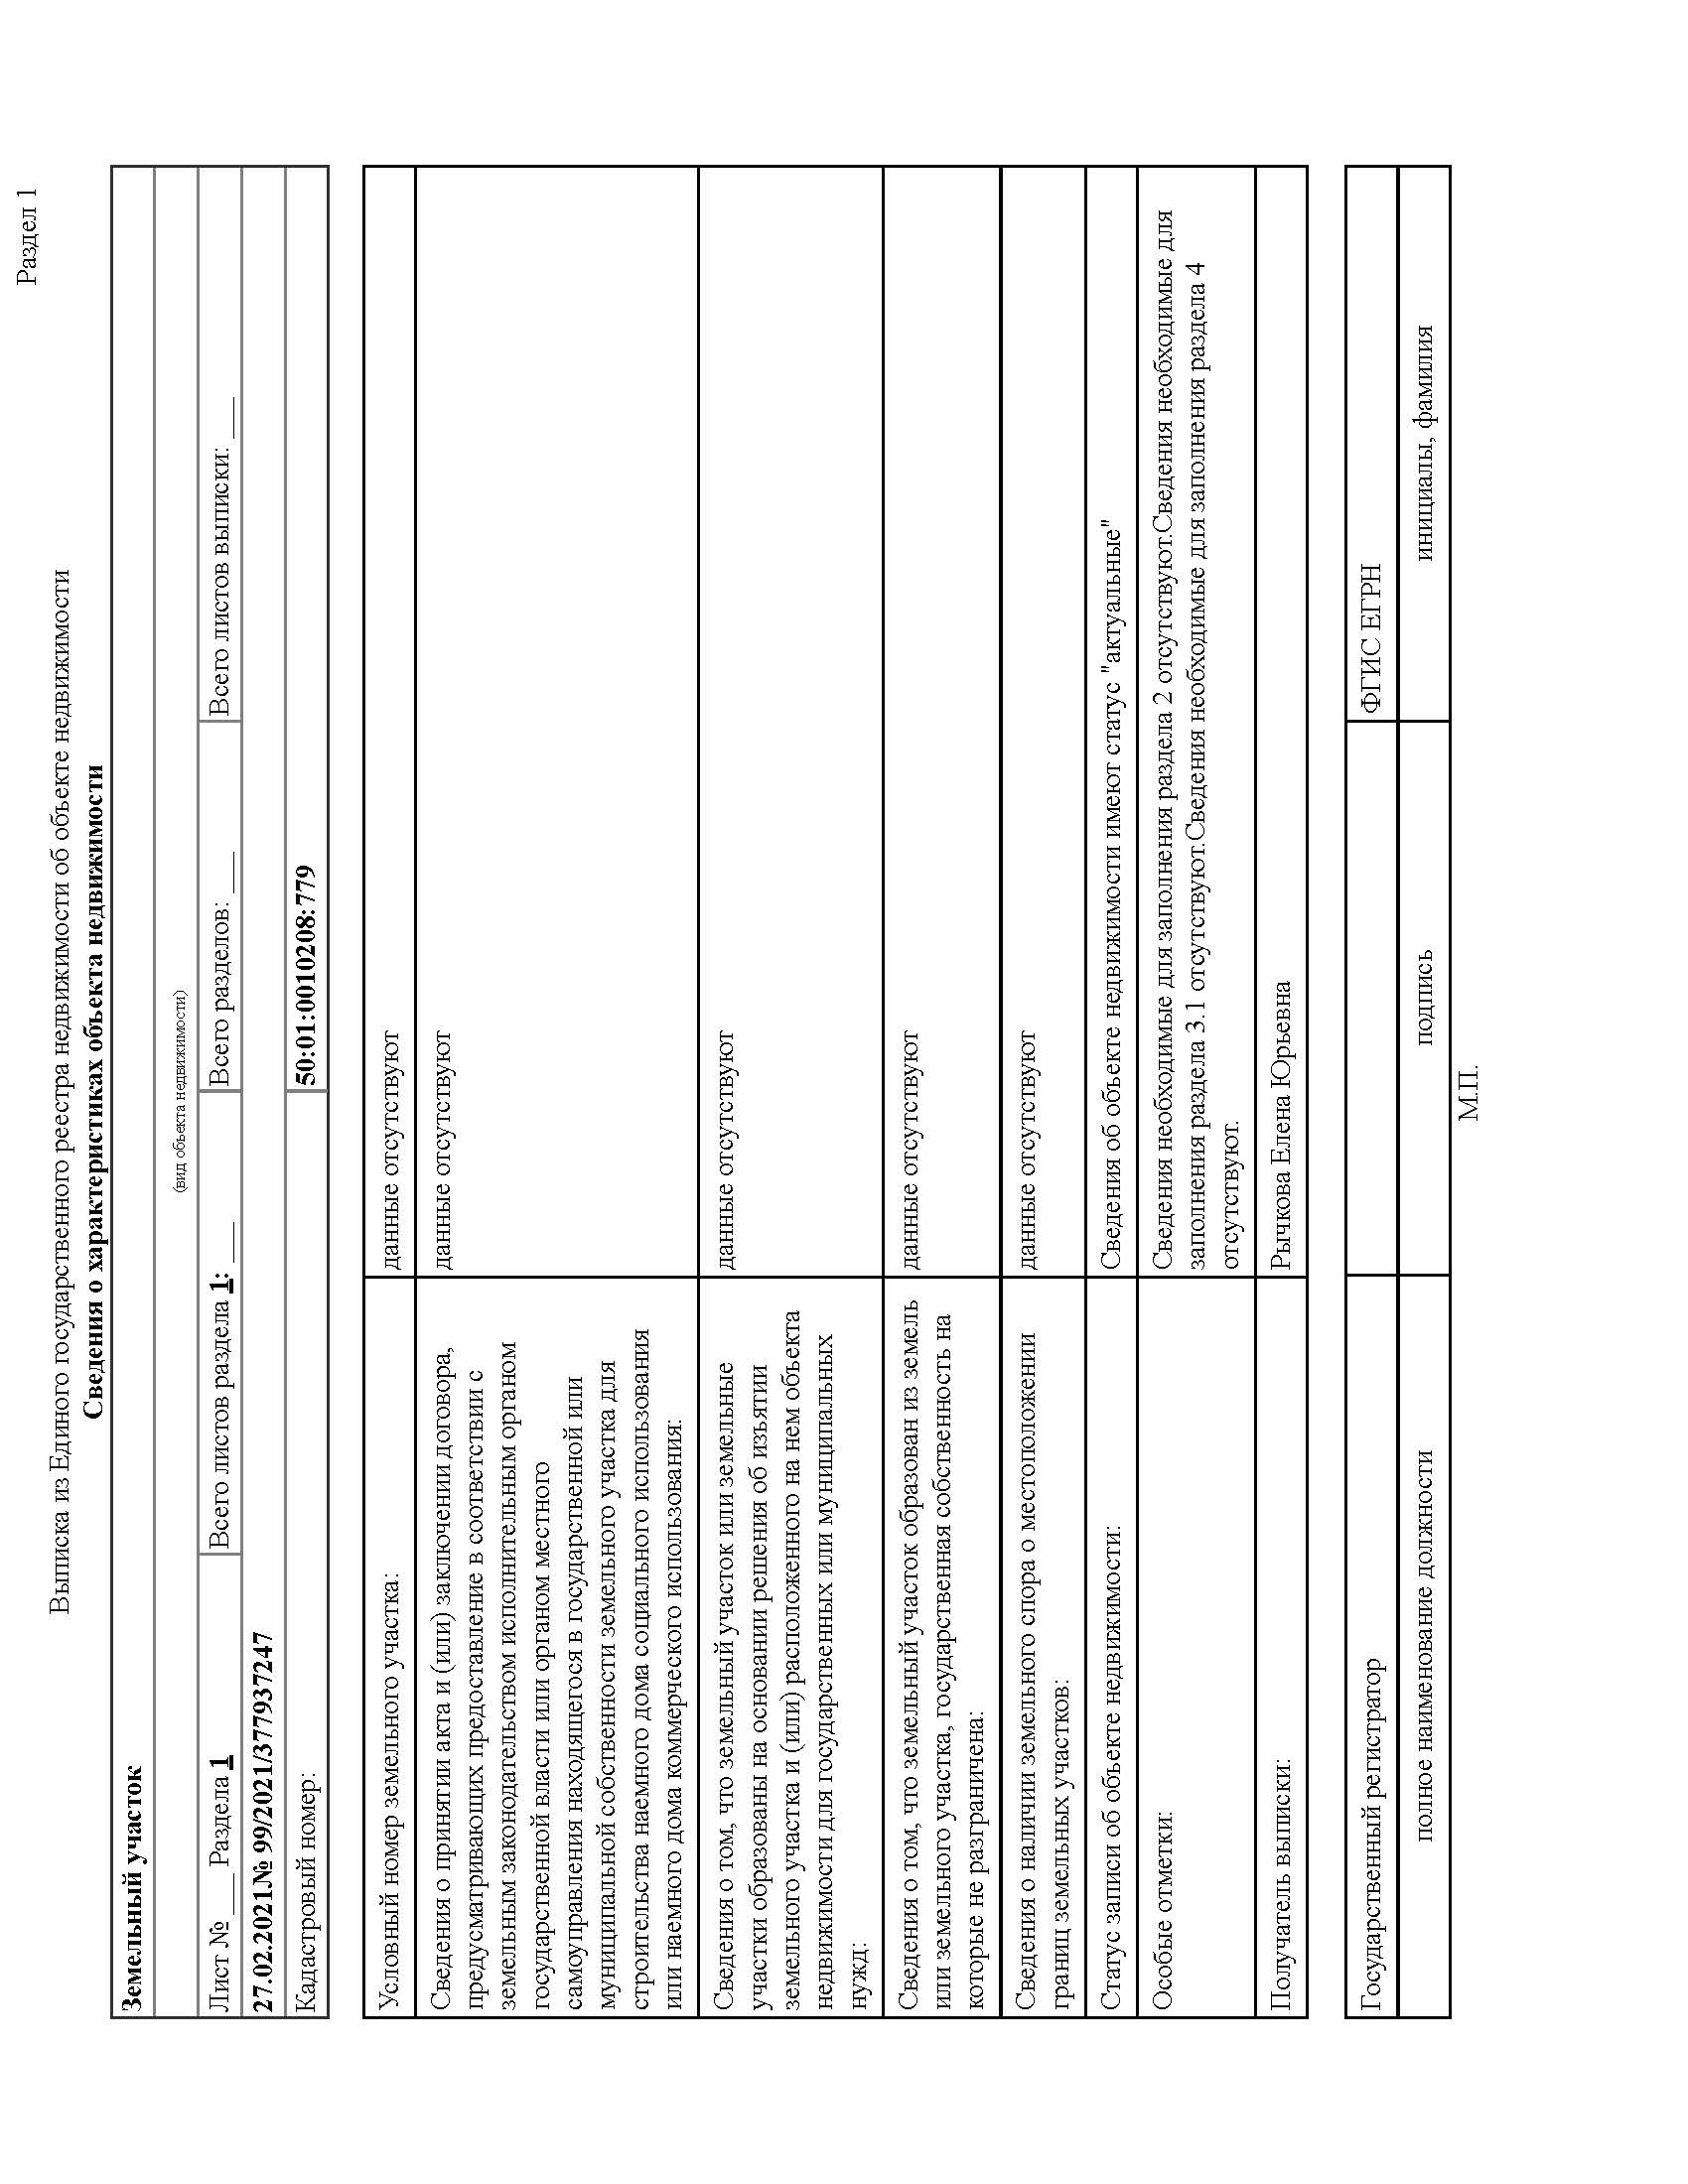 Раздел 1
Выписка из Единого государственного реестра недвижимости об объекте недвижимости
Сведения о характеристиках объекта недвижимости
Земельный участок
(вид объекта недвижимости)
Лист № ___ Раздела 1 Всего листов раздела 1: ___ Всего разделов: ___ Всего листов выписки: ___
27.02.2021№ 99/2021/377937247
Кадастровый номер: 50:01:0010208:779
Условный номер земельного участка: данные отсутствуют
Сведения о принятии акта и (или) заключении договора,
предусматривающих предоставление в соответствии с
земельным законодательством исполнительным органом
государственной власти или органом местного
самоуправления находящегося в государственной или
муниципальной собственности земельного участка для
строительства наемного дома социального использования
или наемного дома коммерческого использования:
данные отсутствуют
Сведения о том, что земельный участок или земельные
участки образованы на основании решения об изъятии
земельного участка и (или) расположенного на нем объекта
недвижимости для государственных или муниципальных
нужд:
данные отсутствуют
Сведения о том, что земельный участок образован из земель
или земельного участка, государственная собственность на
которые не разграничена:
данные отсутствуют
Сведения о наличии земельного спора о местоположении
границ земельных участков:
данные отсутствуют
Статус записи об объекте недвижимости: Сведения об объекте недвижимости имеют статус "актуальные"
Особые отметки:
Сведения необходимые для заполнения раздела 2 отсутствуют.Сведения необходимые для
заполнения раздела 3.1 отсутствуют.Сведения необходимые для заполнения раздела 4
отсутствуют.
Получатель выписки: Рычкова Елена Юрьевна
Государственный регистратор ФГИС ЕГРН
полное наименование должности подпись инициалы, фамилия
М.П.